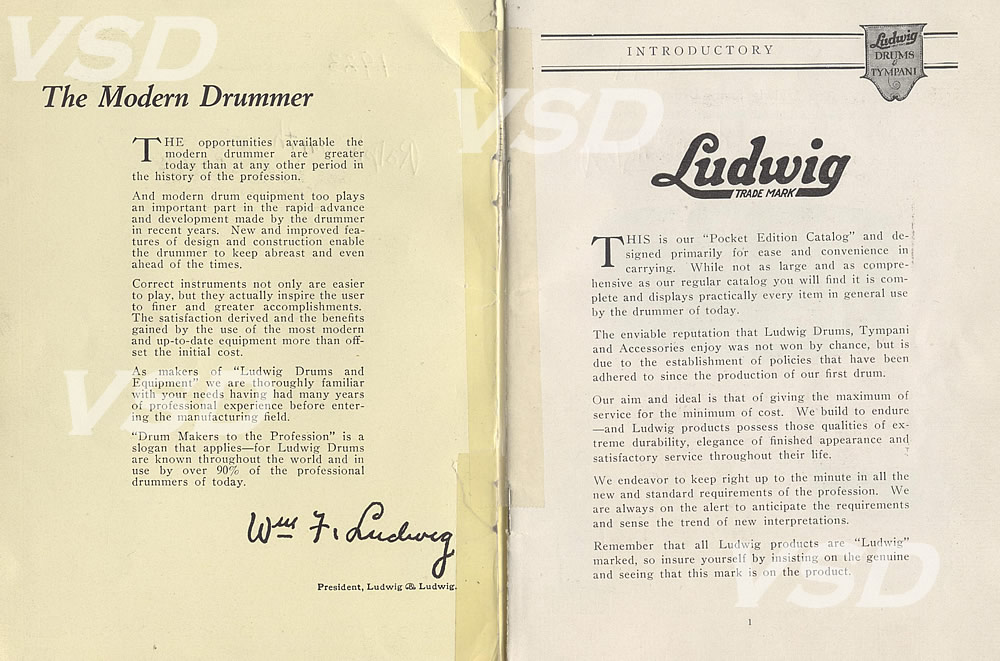 VSD
The Modern Drummer
THE opportunities available the
modern drummer are greater
today than at any other period in
the history of the profession.
And modern drum equipment too plays
an important part in the rapid advance
and development made by the drummer
in recent years. New and improved fea-
tures of design and construction enable
the drummer to keep abreast and even
ahead of the times.
Correct instruments not only are easier
to play, but they actually inspire the user
to finer and greater accomplishments.
The satisfaction derived and the benefits
gained by the use of the most modern
and up-to-date equipment more than off-
set the initial cost.
As makers of "Ludwig Drums and
Equipment" we are thoroughly familiar
with your needs having had many years
of professional experience before enter-
ing the manufacturing field.
VSD
"Drum Makers to the Profession" is a
slogan that applies—for Ludwig Drums
are known throughout the world and in
use by over 90% of the professional
drummers of today.
Wm F. Ludwig
President, Ludwig & Ludwig.
INTRODUCTORY
Ludwig
DRUMS
TYMPANI
VSD
Ludwig
TRADE MARK
THIS is our "Pocket Edition Catalog" and de-
signed primarily for ease and convenience in
carrying. While not as large and as compre-
hensive as our regular catalog you will find it is com-
plete and displays practically every item in general use
by the drummer of today.
The enviable reputation that Ludwig Drums, Tympani
and Accessories enjoy was not won by chance, but is
due to the establishment of policies that have been
adhered to since the production of our first drum.
Our aim and ideal is that of giving the maximum of
service for the minimum of cost. We build to endure
—and Ludwig products possess those qualities of ex-
treme durability, elegance of finished appearance and
satisfactory service throughout their life.
We endeavor to keep right up to the minute in all the
new and standard requirements of the profession. We
are always on the alert to anticipate the requirements
and sense the trend of new interpretations.
Remember that all Ludwig products are "Ludwig"
marked, so insure yourself by insisting on the genuine
and seeing that this mark is on the product.
VSD
1